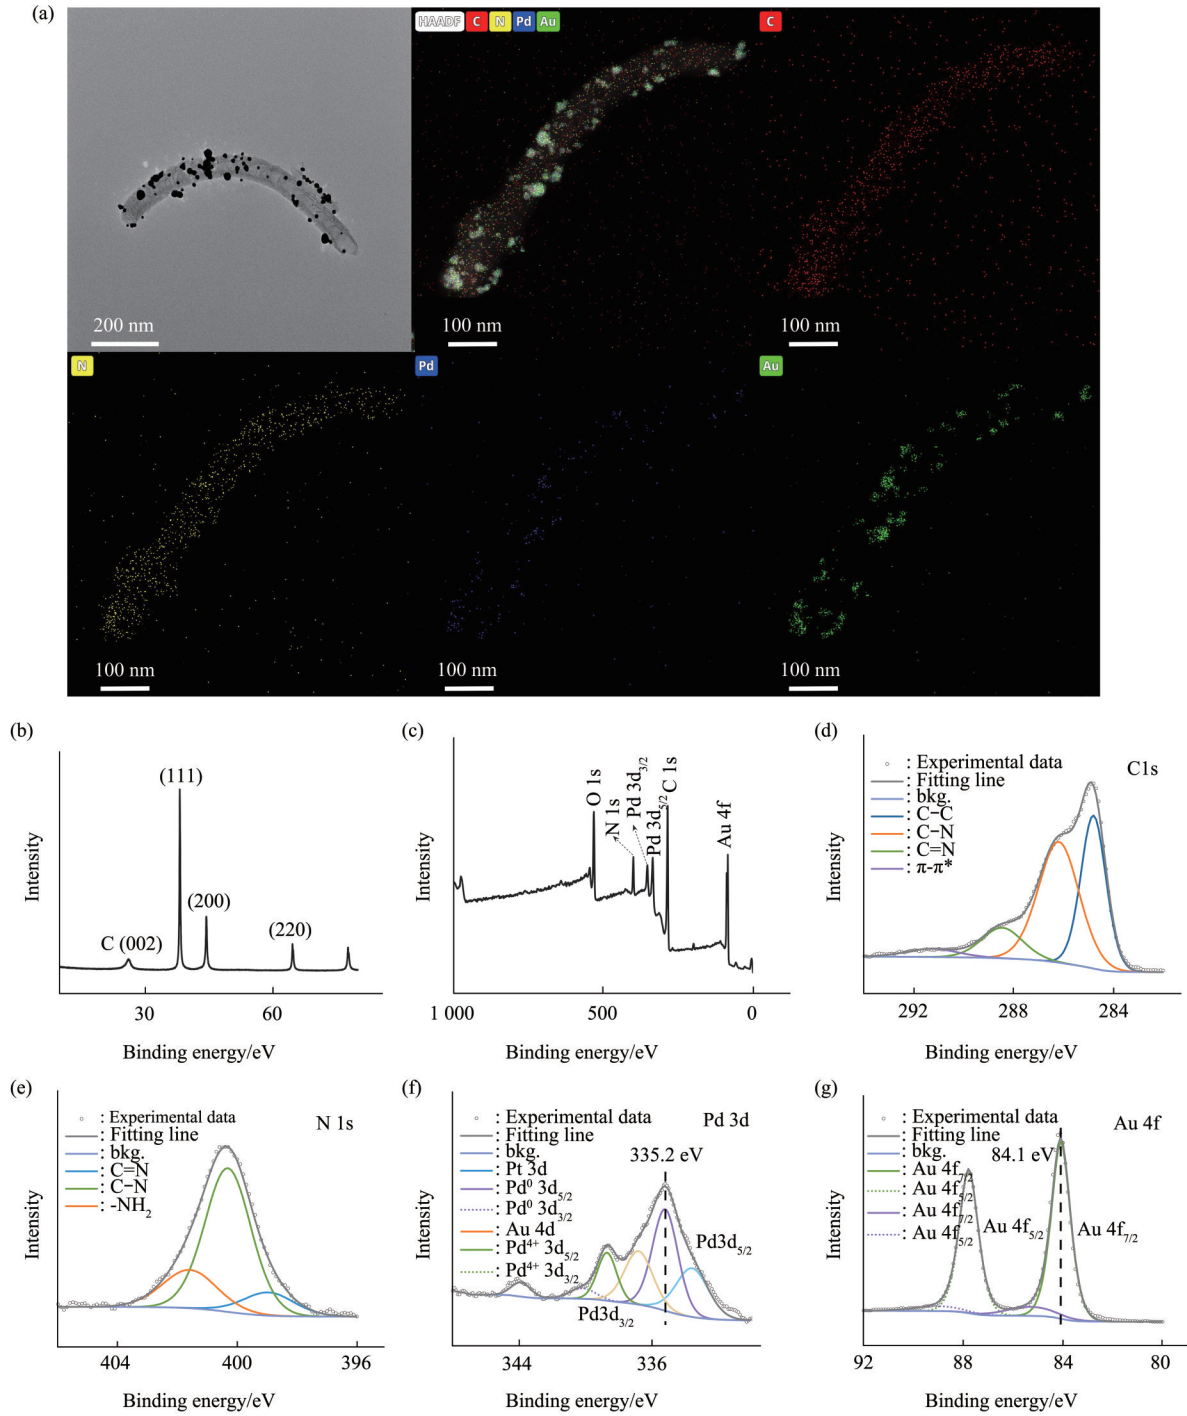 (a)
HAADF C N Pd Au
C
200 nm
100 nm
100 nm
N
Pd
Au
100 nm
100 nm
100 nm
(b)
Intensity
C (002)
(111)
(200)
(220)
30
60
Binding energy/eV
(c)
Intensity
O 1s
N 1s
Pd 3d3/2
Pd 3d5/2
C 1s
Au 4f
1 000
500
0
Binding energy/eV
(d)
Intensity
: Experimental data
: Fitting line
: bkg.
: C−C
: C−N
: C=N
: π-π*
C1s
292
288
284
Binding energy/eV
(e)
Intensity
: Experimental data
: Fitting line
: bkg.
: C=N
: C−N
: -NH2
N 1s
404
400
396
Binding energy/eV
(f)
Intensity
: Experimental data
: Fitting line
: bkg.
: Pt 3d
: Pd0 3d5/2
: Pd0 3d3/2
: Au 4d
: Pd4+ 3d5/2
: Pd4+ 3d3/2
Pd 3d
335.2 eV
Pd3d5/2
Pd3d3/2
344
336
Binding energy/eV
(g)
Intensity
: Experimental data
: Fitting line
: bkg.
: Au 4f7/2
: Au 4f5/2
: Au 4f7/2
: Au 4f5/2
Au 4f
84.1 eV
Au 4f5/2
Au 4f7/2
92
88
84
80
Binding energy/eV